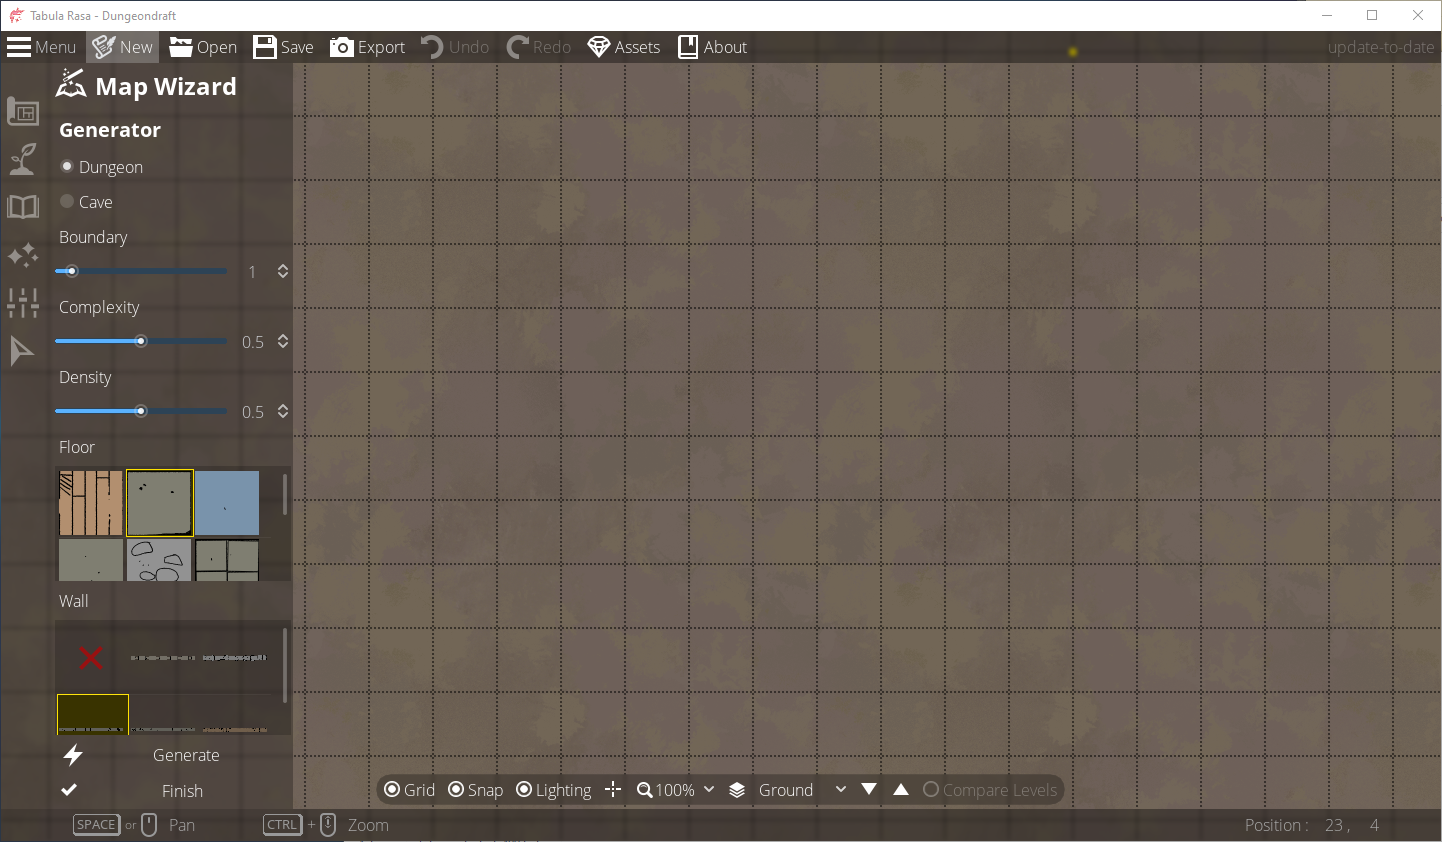 Tabula Rasa - Dungeondraft
Menu New Open Save Export Undo Redo Assets About update-to-date
Map Wizard
Generator
Dungeon
Cave
Boundary
1
Complexity
0.5
Density
0.5
Floor
Wall
Generate
Finish
Grid Snap Lighting 100% Ground Compare Levels
SPACE or Pan CTRL + Zoom Position : 23 , 4